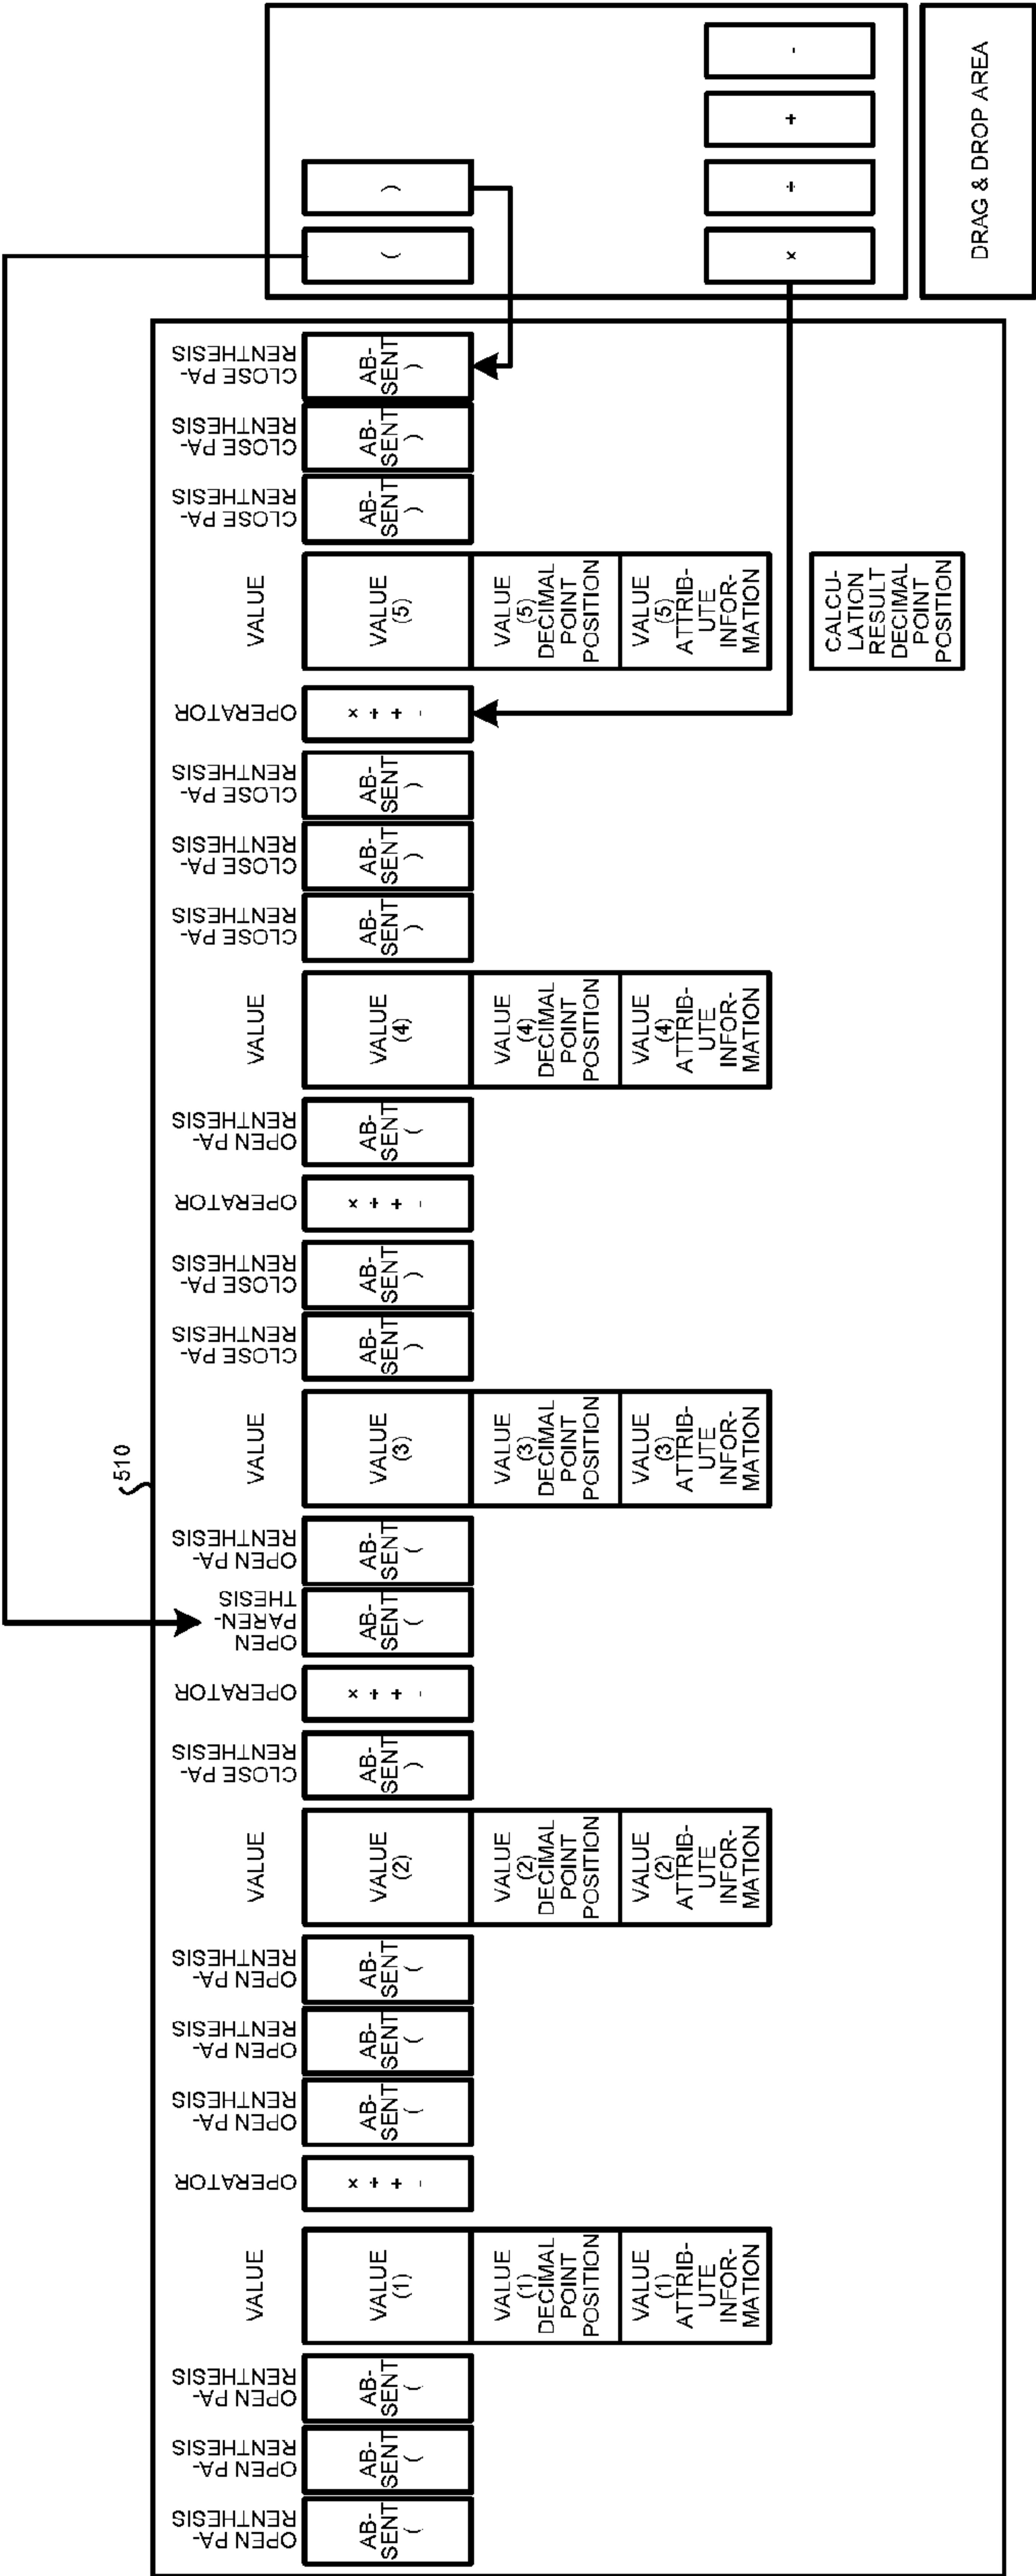 510
OPEN PA-
RENTHESIS
AB-
SENT
(
OPEN PA-
RENTHESIS
AB-
SENT
(
OPEN PA-
RENTHESIS
AB-
SENT
(
VALUE
VALUE
(1)
VALUE
(1)
DECIMAL
POINT
POSITION
VALUE
(1)
ATTRIB-
UTE
INFOR-
MATION
OPERATOR
×
÷
+
-
OPEN PA-
RENTHESIS
AB-
SENT
(
OPEN PA-
RENTHESIS
AB-
SENT
(
OPEN PA-
RENTHESIS
AB-
SENT
(
VALUE
VALUE
(2)
VALUE
(2)
DECIMAL
POINT
POSITION
VALUE
(2)
ATTRIB-
UTE
INFOR-
MATION
CLOSE PA-
RENTHESIS
AB-
SENT
)
OPERATOR
×
÷
+
-
OPEN
PAREN-
THESIS
AB-
SENT
(
OPEN PA-
RENTHESIS
AB-
SENT
(
VALUE
VALUE
(3)
VALUE
(3)
DECIMAL
POINT
POSITION
VALUE
(3)
ATTRIB-
UTE
INFOR-
MATION
CLOSE PA-
RENTHESIS
AB-
SENT
)
CLOSE PA-
RENTHESIS
AB-
SENT
)
OPERATOR
×
÷
+
-
OPEN PA-
RENTHESIS
AB-
SENT
(
VALUE
VALUE
(4)
VALUE
(4)
DECIMAL
POINT
POSITION
VALUE
(4)
ATTRIB-
UTE
INFOR-
MATION
CLOSE PA-
RENTHESIS
AB-
SENT
)
CLOSE PA-
RENTHESIS
AB-
SENT
)
CLOSE PA-
RENTHESIS
AB-
SENT
)
OPERATOR
×
÷
+
-
VALUE
VALUE
(5)
VALUE
(5)
DECIMAL
POINT
POSITION
VALUE
(5)
ATTRIB-
UTE
INFOR-
MATION
CALCU-
LATION
RESULT
DECIMAL
POINT
POSITION
CLOSE PA-
RENTHESIS
AB-
SENT
)
CLOSE PA-
RENTHESIS
AB-
SENT
)
CLOSE PA-
RENTHESIS
AB-
SENT
)
(
)
×
÷
+
-
DRAG & DROP AREA